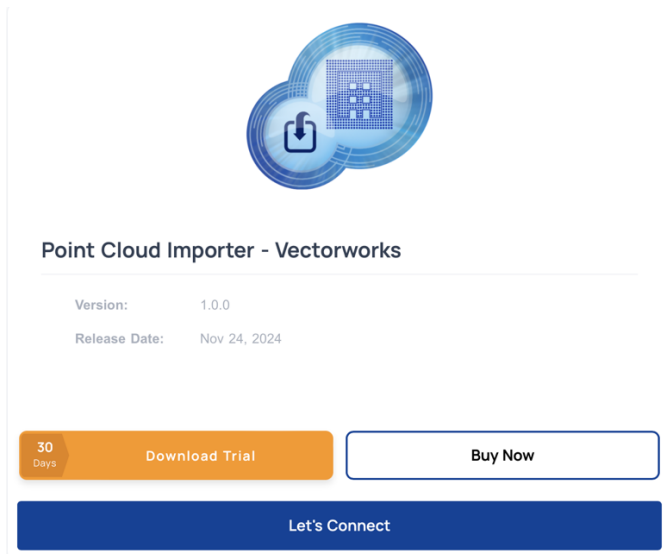 Point Cloud Importer - Vectorworks
Version: 1.0.0
Release Date: Nov 24, 2024
30
Days
Download Trial
Buy Now
Let's Connect